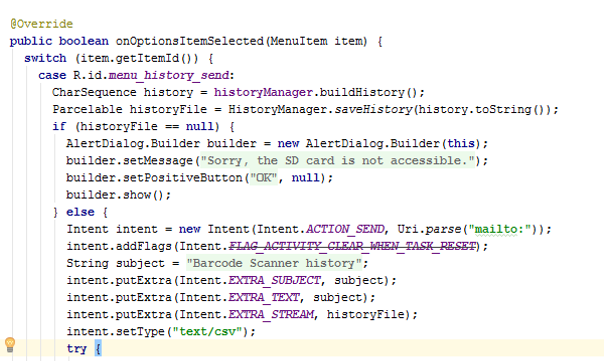 @Override
public boolean onOptionsItemSelected(MenuItem item) {
switch (item.getItemId()) {
case R.id.menu_history_send:
CharSequence history = historyManager.buildHistory();
Parcelable historyFile = HistoryManager.saveHistory(history.toString());
if (historyFile == null) {
AlertDialog.Builder builder = new AlertDialog.Builder(this);
builder.setMessage("Sorry, the SD card is not accessible.");
builder.setPositiveButton("OK", null);
builder.show();
} else {
Intent intent = new Intent(Intent.ACTION_SEND, Uri.parse("mailto:"));
intent.addFlags(Intent.FLAG_ACTIVITY_CLEAR_WHEN_TASK_RESET);
String subject = "Barcode Scanner history";
intent.putExtra(Intent.EXTRA_SUBJECT, subject);
intent.putExtra(Intent.EXTRA_TEXT, subject);
intent.putExtra(Intent.EXTRA_STREAM, historyFile);
intent.setType("text/csv");
try {